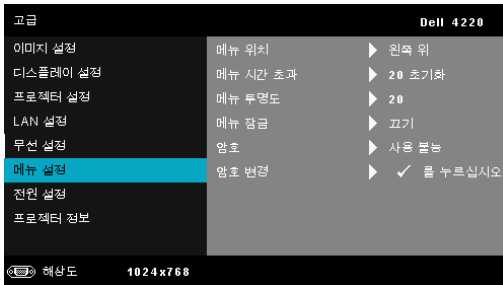 고급 Dell 4220
이미지 설정 메뉴 위치 왼쪽 위
디스플레이 설정 메뉴 시간 초과 20 초기화
프로젝터 설정 메뉴 투명도 20
LAN 설정 메뉴 잠금 끄기
무선 설정 암호 사용 불능
메뉴 설정 암호 변경 ✓ 를 누르십시오
전원 설정
프로젝터 정보
해상도 1024x768